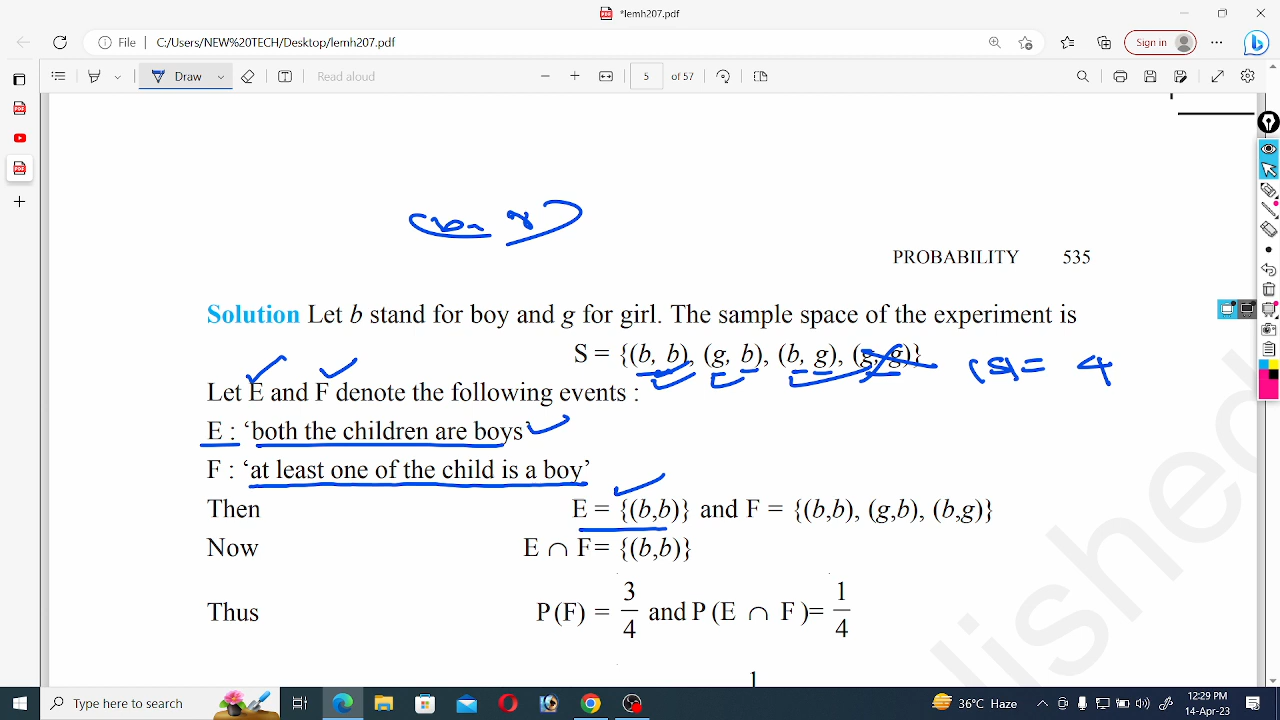 *lemh207.pdf
File C:/Users/NEW%20TECH/Desktop/lemh207.pdf Sign in
Draw Read aloud 5 of 57
PROBABILITY 535
Solution Let b stand for boy and g for girl. The sample space of the experiment is
S = {(b, b), (g, b), (b, g), (g, g)} |S| = 4
Let E and F denote the following events :
E : ‘both the children are boys’
F : ‘at least one of the child is a boy’
Then E = {(b,b)} and F = {(b,b), (g,b), (b,g)}
Now E ∩ F= {(b,b)}
Thus P(F) = 3/4 and P (E ∩ F )= 1/4
1
lished
Type here to search 36°C Haze 12:29 PM
14-Apr-23